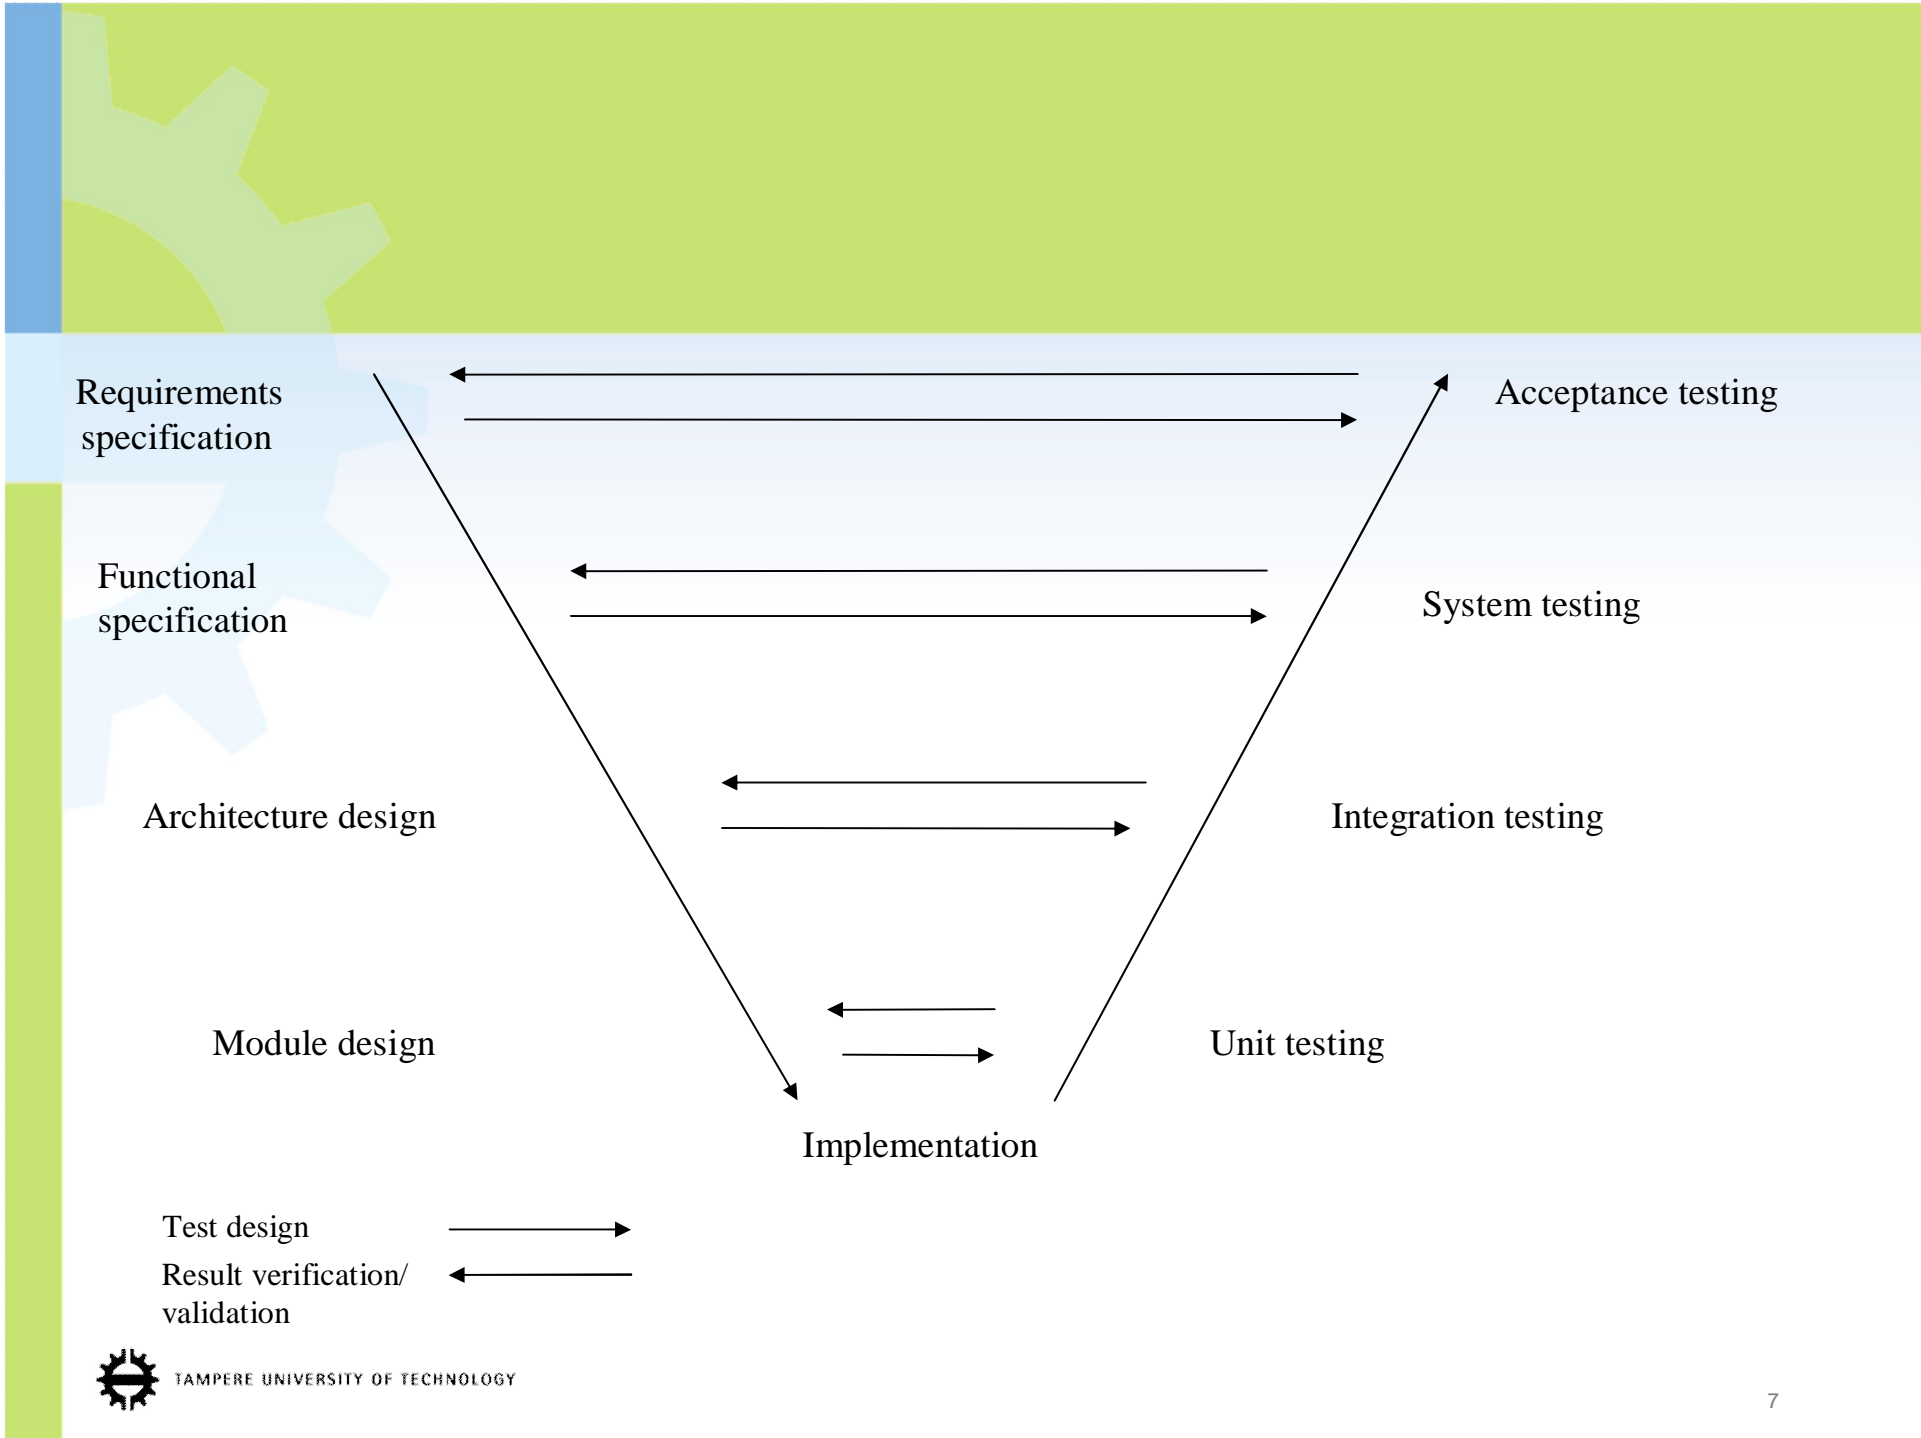 Requirements
specification
Acceptance testing
Functional
specification
System testing
Architecture design
Integration testing
Module design
Unit testing
Implementation
Test design
Result verification/
validation
TAMPERE UNIVERSITY OF TECHNOLOGY
7